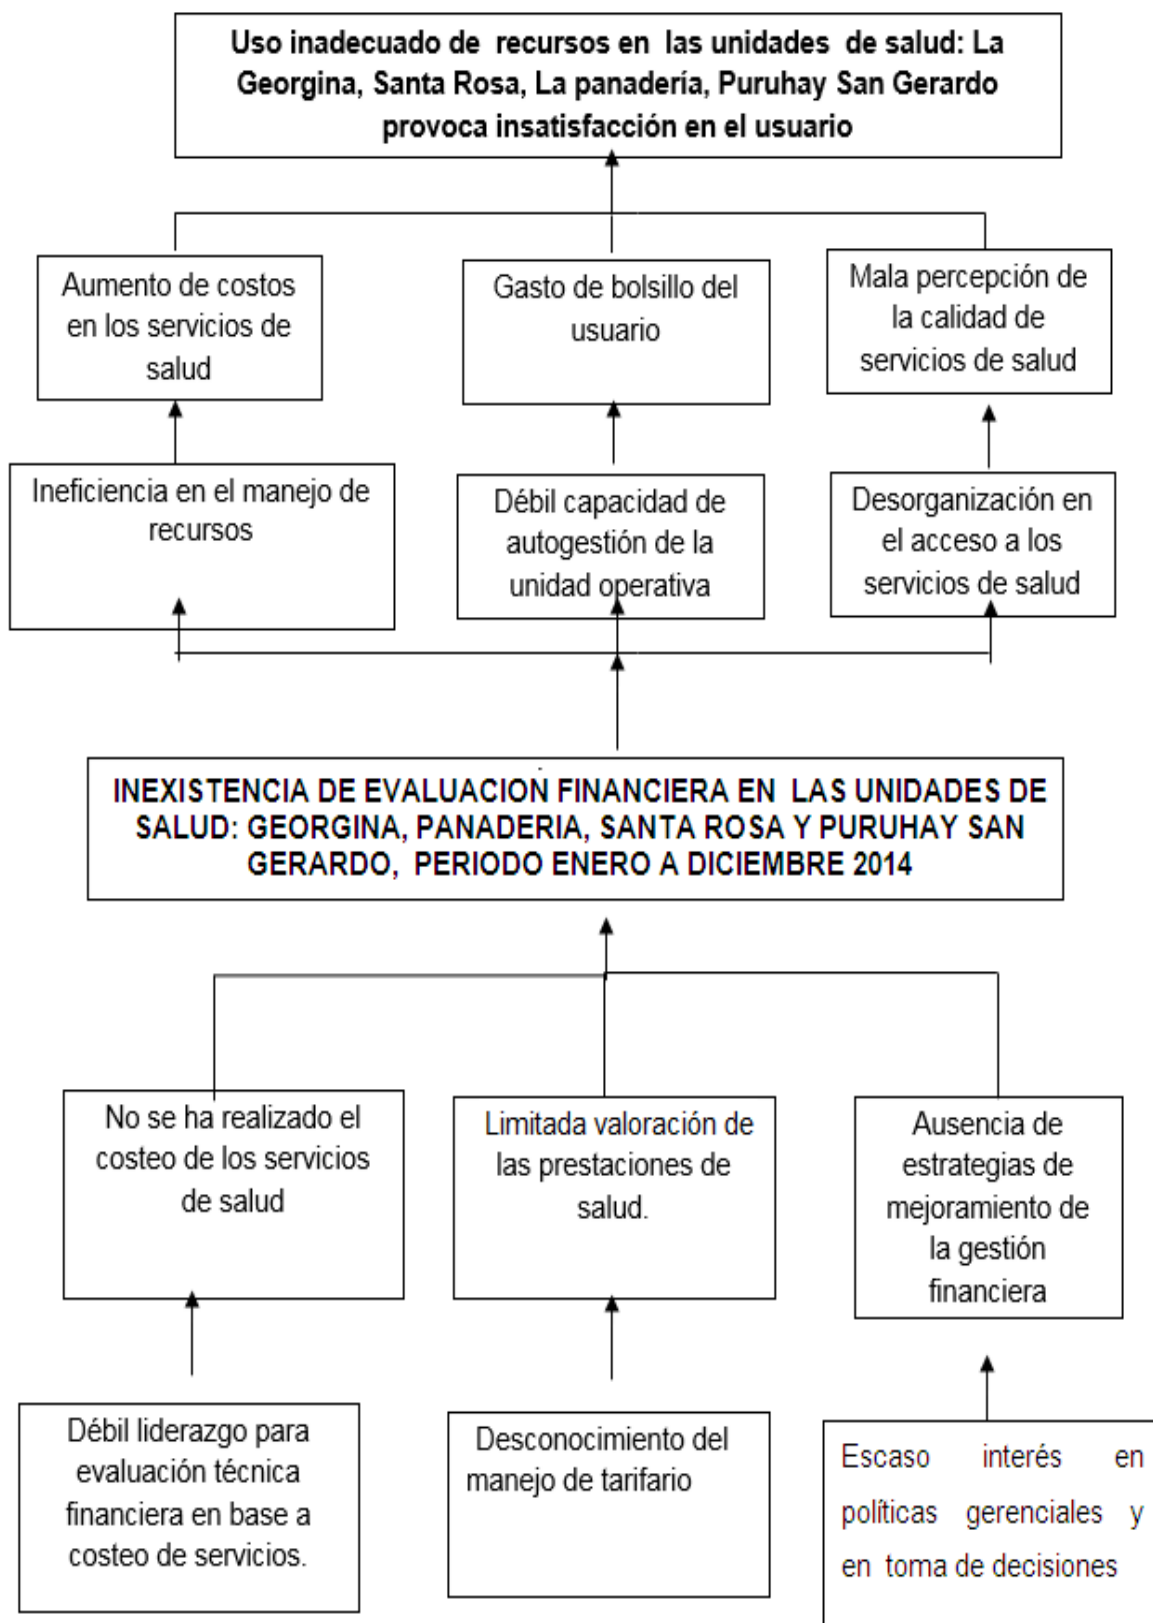 Uso inadecuado de recursos en las unidades de salud: La
Georgina, Santa Rosa, La panadería, Puruhay San Gerardo
provoca insatisfacción en el usuario
Aumento de costos
en los servicios de
salud
Gasto de bolsillo del
usuario
Mala percepción de
la calidad de
servicios de salud
Ineficiencia en el manejo de
recursos
Débil capacidad de
autogestión de la
unidad operativa
Desorganización en
el acceso a los
servicios de salud
INEXISTENCIA DE EVALUACION FINANCIERA EN LAS UNIDADES DE
SALUD: GEORGINA, PANADERIA, SANTA ROSA Y PURUHAY SAN
GERARDO, PERIODO ENERO A DICIEMBRE 2014
No se ha realizado el
costeo de los servicios
de salud
Limitada valoración de
las prestaciones de
salud.
Ausencia de
estrategias de
mejoramiento de
la gestión
financiera
Débil liderazgo para
evaluación técnica
financiera en base a
costeo de servicios.
Desconocimiento del
manejo de tarifario
Escaso interés en
políticas gerenciales y
en toma de decisiones